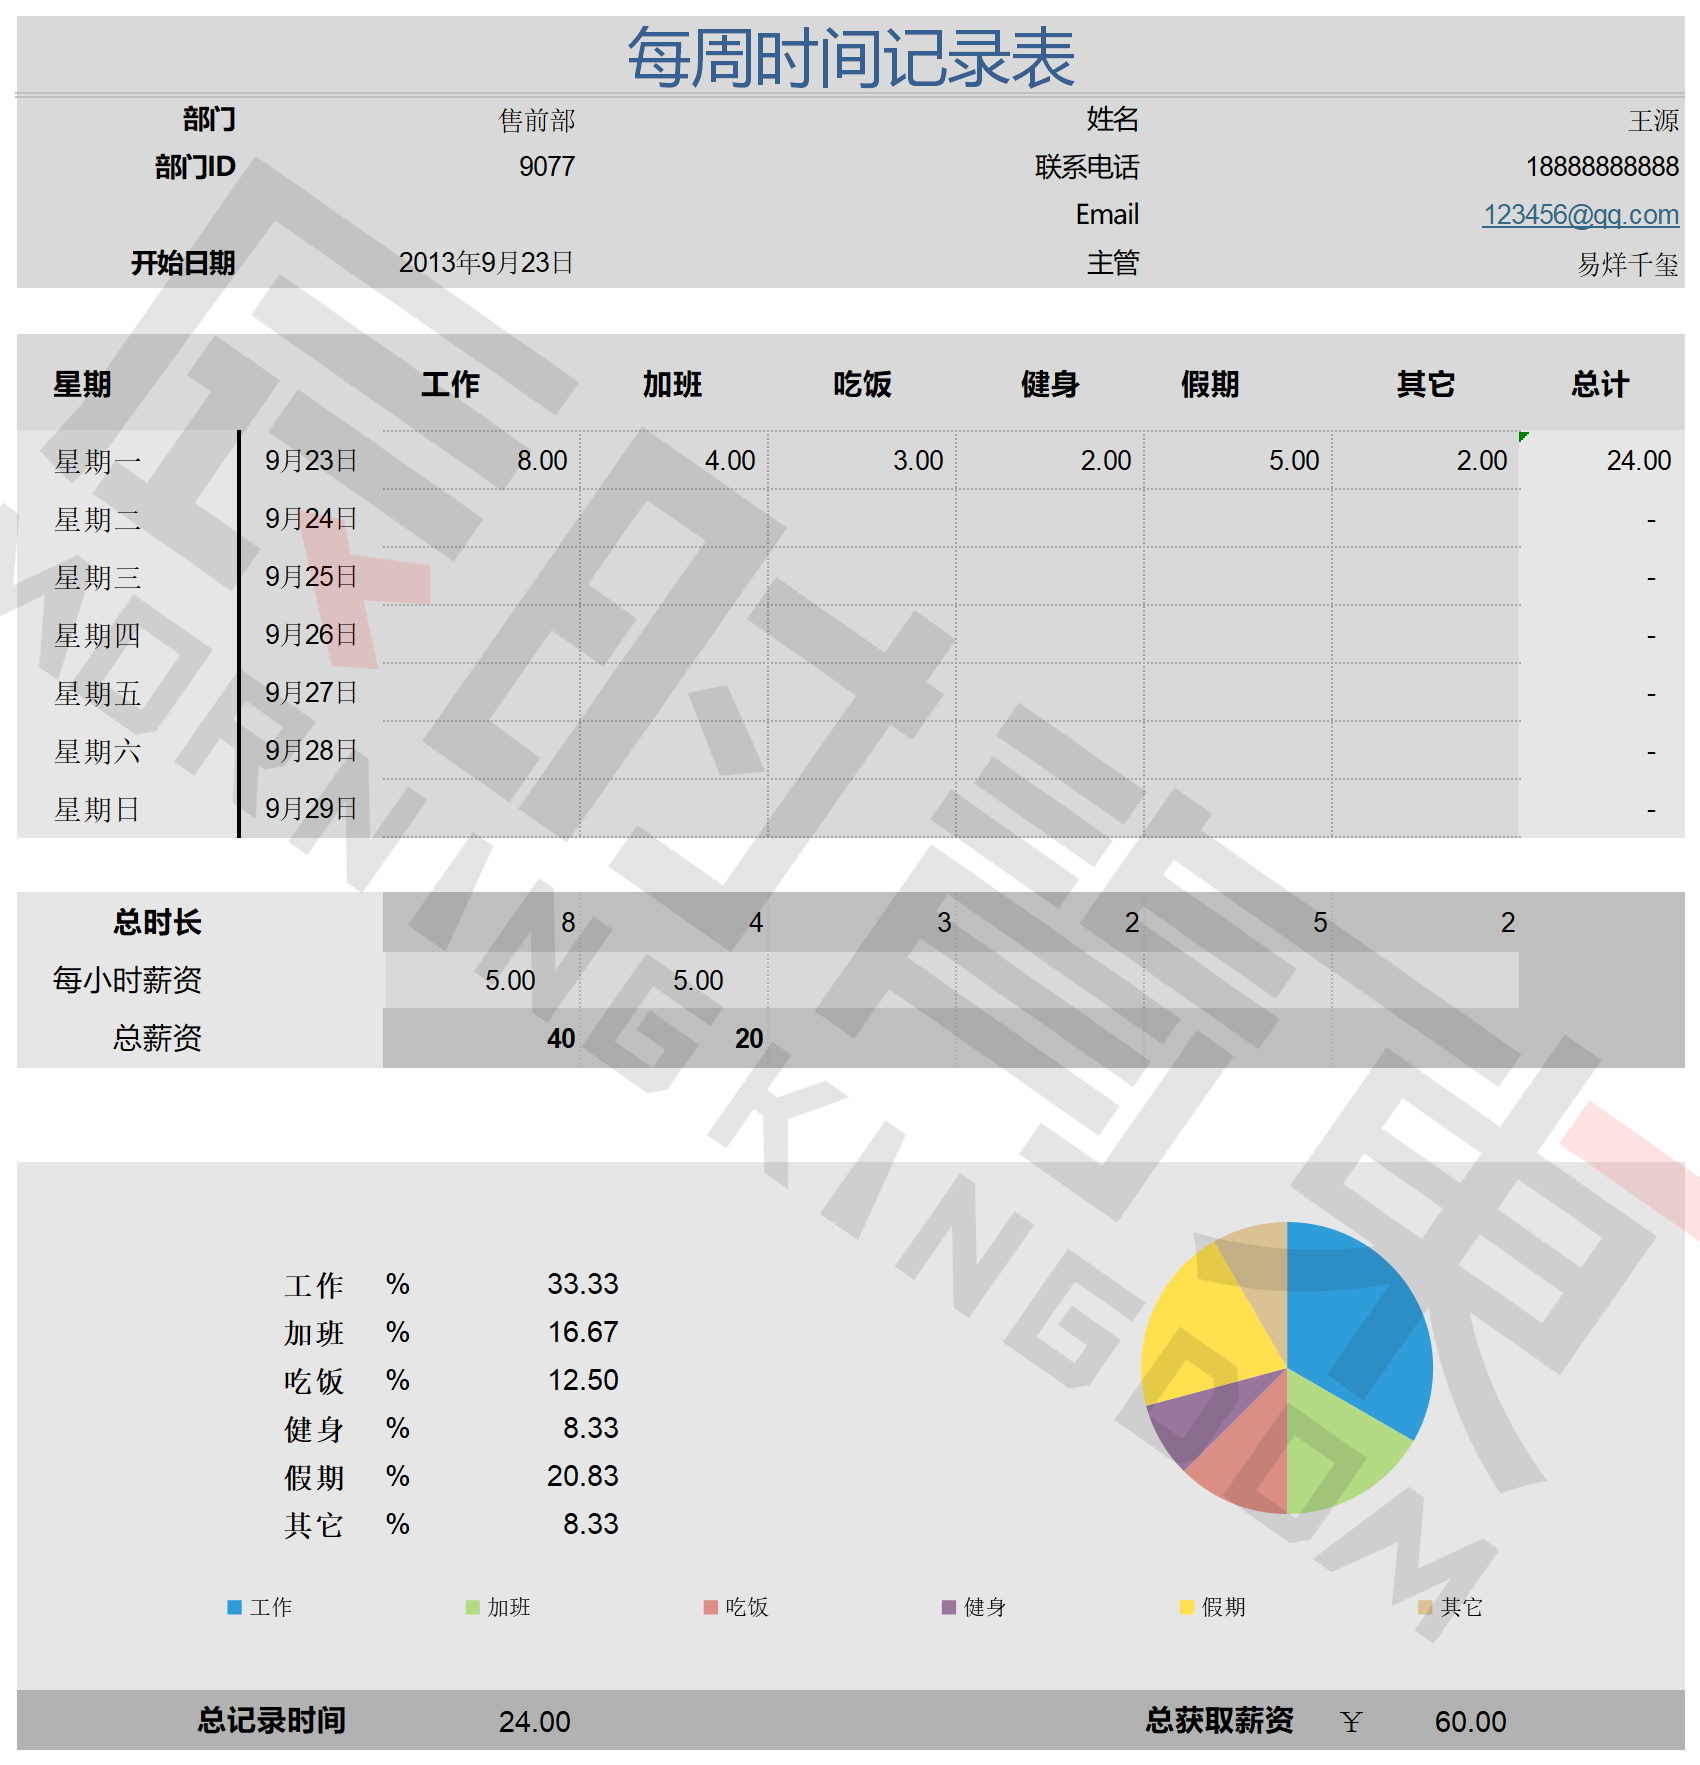 每周时间记录表
部门 售前部 姓名 王源
部门ID 9077 联系电话 18888888888
Email 123456@qq.com
开始日期 2013年9月23日 主管 易烊千玺
星期 工作 加班 吃饭 健身 假期 其它 总计
星期一 9月23日 8.00 4.00 3.00 2.00 5.00 2.00 24.00
星期二 9月24日 -
星期三 9月25日 -
星期四 9月26日 -
星期五 9月27日 -
星期六 9月28日 -
星期日 9月29日 -
总时长 8 4 3 2 5 2
每小时薪资 5.00 5.00
总薪资 40 20
工作 % 33.33
加班 % 16.67
吃饭 % 12.50
健身 % 8.33
假期 % 20.83
其它 % 8.33
工作 加班 吃饭 健身 假期 其它
总记录时间 24.00 总获取薪资 ¥ 60.00